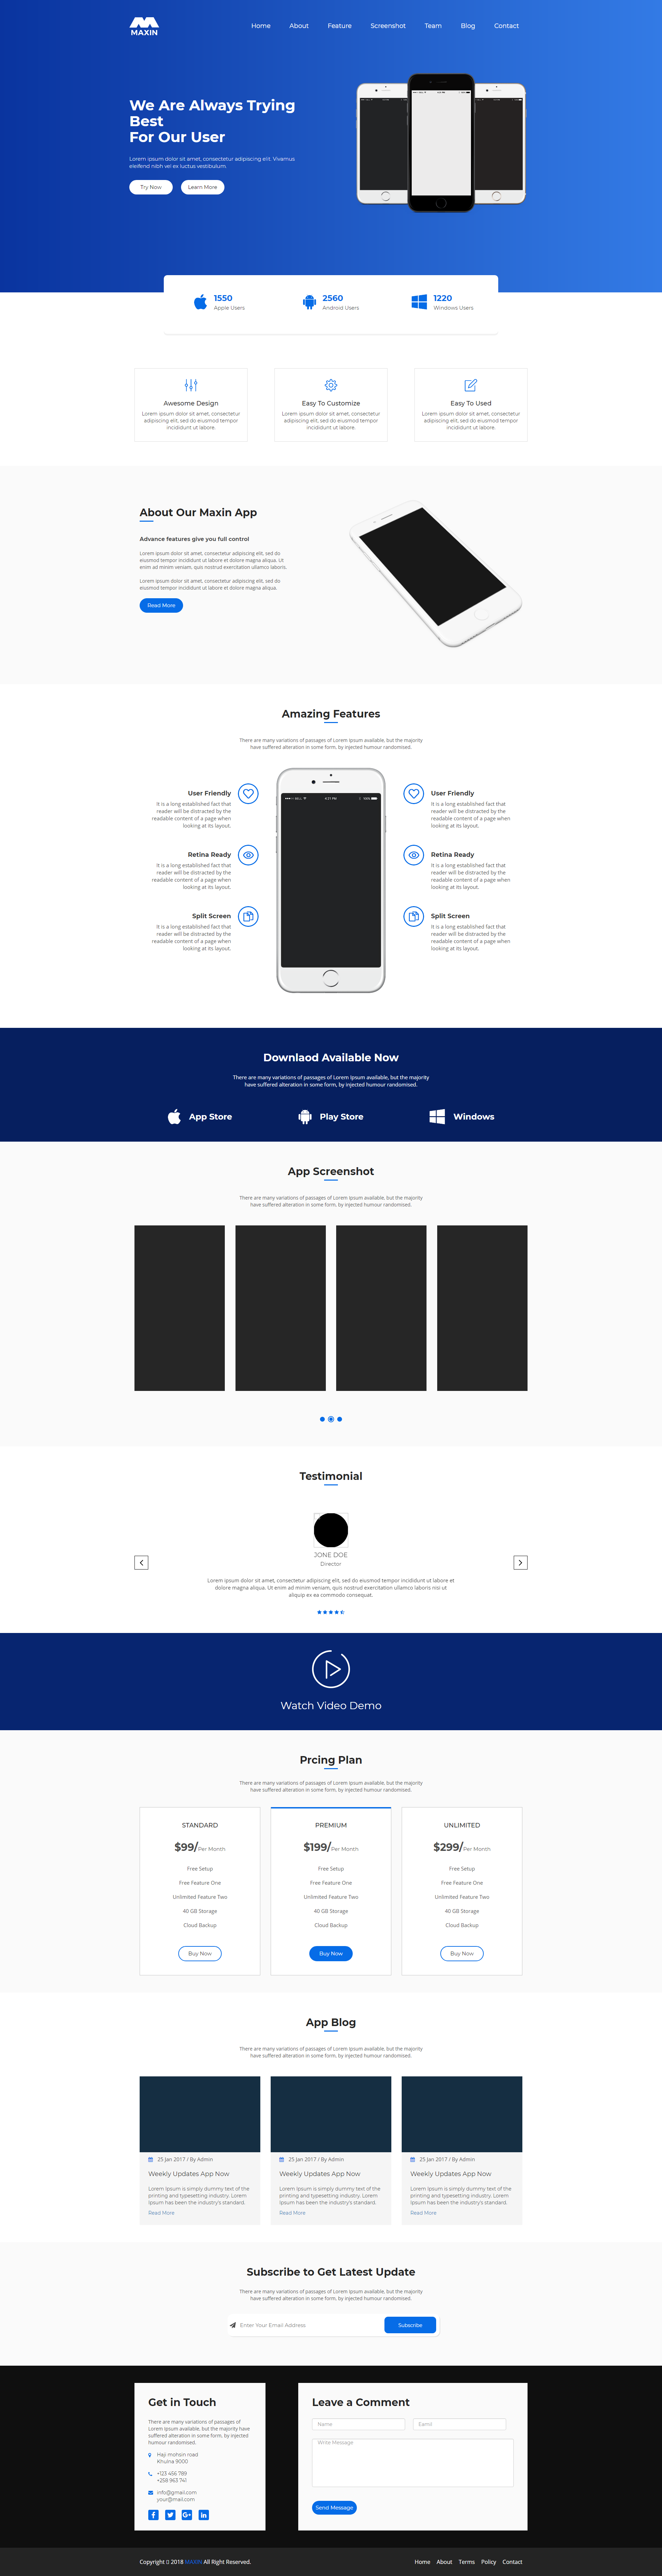 MAXIN
Home About Feature Screenshot Team Blog Contact
We Are Always Trying
Best
For Our User
Lorem ipsum dolor sit amet, consectetur adipiscing elit. Vivamus
eleifend nibh vel ex luctus vestibulum.
Try Now Learn More
1550
Apple Users
2560
Android Users
1220
Windows Users
Awesome Design
Lorem ipsum dolor sit amet, consectetur
adipiscing elit, sed do eiusmod tempor
incididunt ut labore.
Easy To Customize
Lorem ipsum dolor sit amet, consectetur
adipiscing elit, sed do eiusmod tempor
incididunt ut labore.
Easy To Used
Lorem ipsum dolor sit amet, consectetur
adipiscing elit, sed do eiusmod tempor
incididunt ut labore.
About Our Maxin App
Advance features give you full control
Lorem ipsum dolor sit amet, consectetur adipiscing elit, sed do
eiusmod tempor incididunt ut labore et dolore magna aliqua. Ut
enim ad minim veniam, quis nostrud exercitation ullamco laboris.
Lorem ipsum dolor sit amet, consectetur adipiscing elit, sed do
eiusmod tempor incididunt ut labore et dolore magna aliqua.
Read More
Amazing Features
There are many variations of passages of Lorem Ipsum available, but the majority
have suffered alteration in some form, by injected humour randomised.
User Friendly
It is a long established fact that
reader will be distracted by the
readable content of a page when
looking at its layout.
Retina Ready
It is a long established fact that
reader will be distracted by the
readable content of a page when
looking at its layout.
Split Screen
It is a long established fact that
reader will be distracted by the
readable content of a page when
looking at its layout.
BELL 4:21 PM 100%
User Friendly
It is a long established fact that
reader will be distracted by the
readable content of a page when
looking at its layout.
Retina Ready
It is a long established fact that
reader will be distracted by the
readable content of a page when
looking at its layout.
Split Screen
It is a long established fact that
reader will be distracted by the
readable content of a page when
looking at its layout.
Downlaod Available Now
There are many variations of passages of Lorem Ipsum available, but the majority
have suffered alteration in some form, by injected humour randomised.
App Store Play Store Windows
App Screenshot
There are many variations of passages of Lorem Ipsum available, but the majority
have suffered alteration in some form, by injected humour randomised.
Testimonial
JONE DOE
Director
Lorem ipsum dolor sit amet, consectetur adipiscing elit, sed do eiusmod tempor incididunt ut labore et
dolore magna aliqua. Ut enim ad minim veniam, quis nostrud exercitation ullamco laboris nisi ut
aliquip ex ea commodo consequat.
Watch Video Demo
Prcing Plan
There are many variations of passages of Lorem Ipsum available, but the majority
have suffered alteration in some form, by injected humour randomised.
STANDARD
$99/Per Month
Free Setup
Free Feature One
Unlimited Feature Two
40 GB Storage
Cloud Backup
Buy Now
PREMIUM
$199/Per Month
Free Setup
Free Feature One
Unlimited Feature Two
40 GB Storage
Cloud Backup
Buy Now
UNLIMITED
$299/Per Month
Free Setup
Free Feature One
Unlimited Feature Two
40 GB Storage
Cloud Backup
Buy Now
App Blog
There are many variations of passages of Lorem Ipsum available, but the majority
have suffered alteration in some form, by injected humour randomised.
25 Jan 2017 / By Admin
Weekly Updates App Now
Lorem Ipsum is simply dummy text of the
printing and typesetting industry. Lorem
Ipsum has been the industry's standard.
Read More
25 Jan 2017 / By Admin
Weekly Updates App Now
Lorem Ipsum is simply dummy text of the
printing and typesetting industry. Lorem
Ipsum has been the industry's standard.
Read More
25 Jan 2017 / By Admin
Weekly Updates App Now
Lorem Ipsum is simply dummy text of the
printing and typesetting industry. Lorem
Ipsum has been the industry's standard.
Read More
Subscribe to Get Latest Update
There are many variations of passages of Lorem Ipsum available, but the majority
have suffered alteration in some form, by injected humour randomised.
Enter Your Email Address Subscribe
Get in Touch
There are many variations of passages of
Lorem Ipsum available, but the majority have
suffered alteration in some form, by injected
humour randomised.
Haji mohsin road
Khulna 9000
+123 456 789
+258 963 741
info@gmail.com
your@mail.com
Leave a Comment
Name Eamil
Write Message
Send Message
Copyright 2018 MAXIN All Right Reserved.
Home About Terms Policy Contact